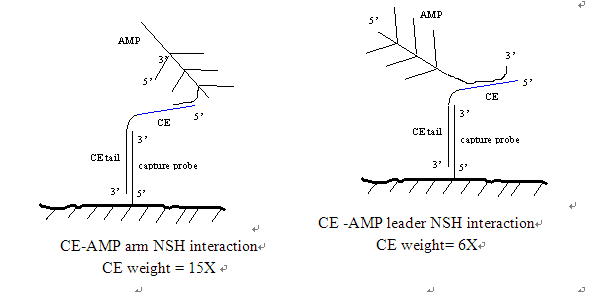 AMP
3’
5’
CE
5’
3’
CE tail
capture probe
3’
5’
CE-AMP arm NSH interaction
CE weight = 15X
5’
AMP
3’
5’
CE
3’
CE tail
capture probe
3’
5’
CE -AMP leader NSH interaction
CE weight= 6X